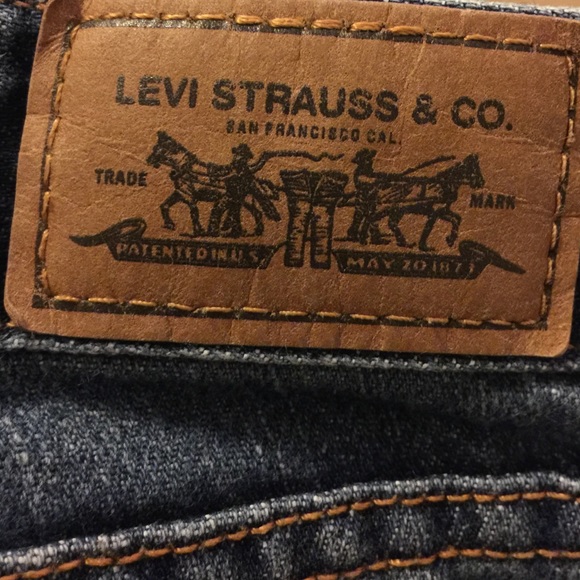 LEVI STRAUSS & CO.
SAN FRANCISCO CAL.
TRADE MARK
PATENTED IN U.S. MAY 20 1873